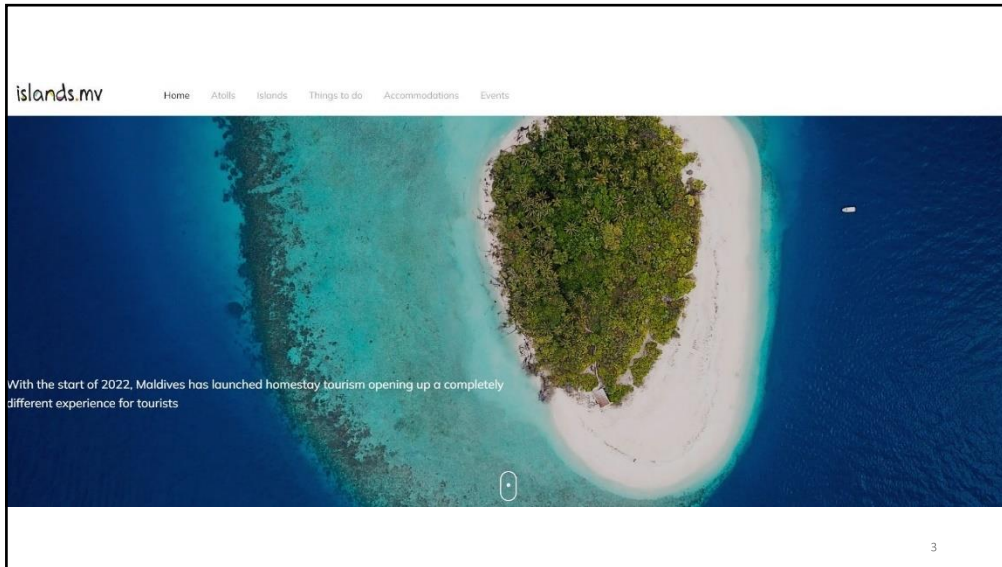 islands.mv
Home Atolls Islands Things to do Accommodations Events
With the start of 2022, Maldives has launched homestay tourism opening up a completely
different experience for tourists
3